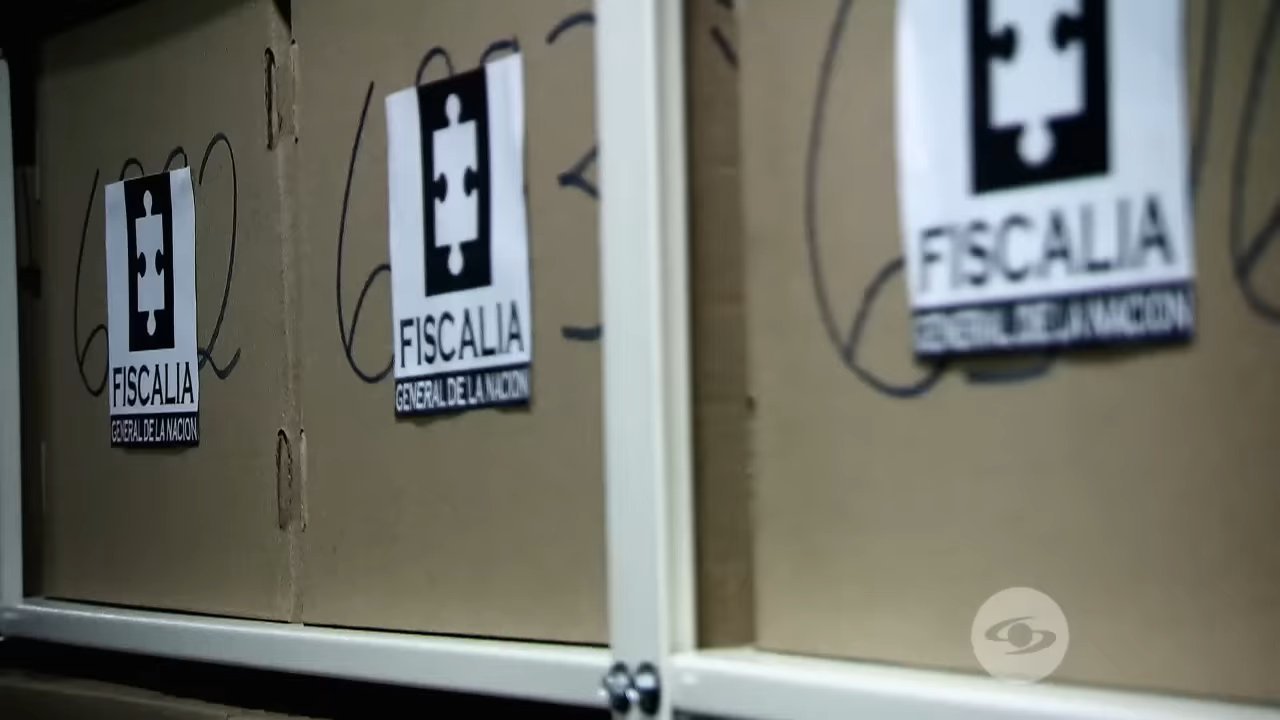 FISCALIA
GENERAL DE LA NACION
FISCALIA
GENERAL DE LA NACION
FISCALIA
GENERAL DE LA NACION